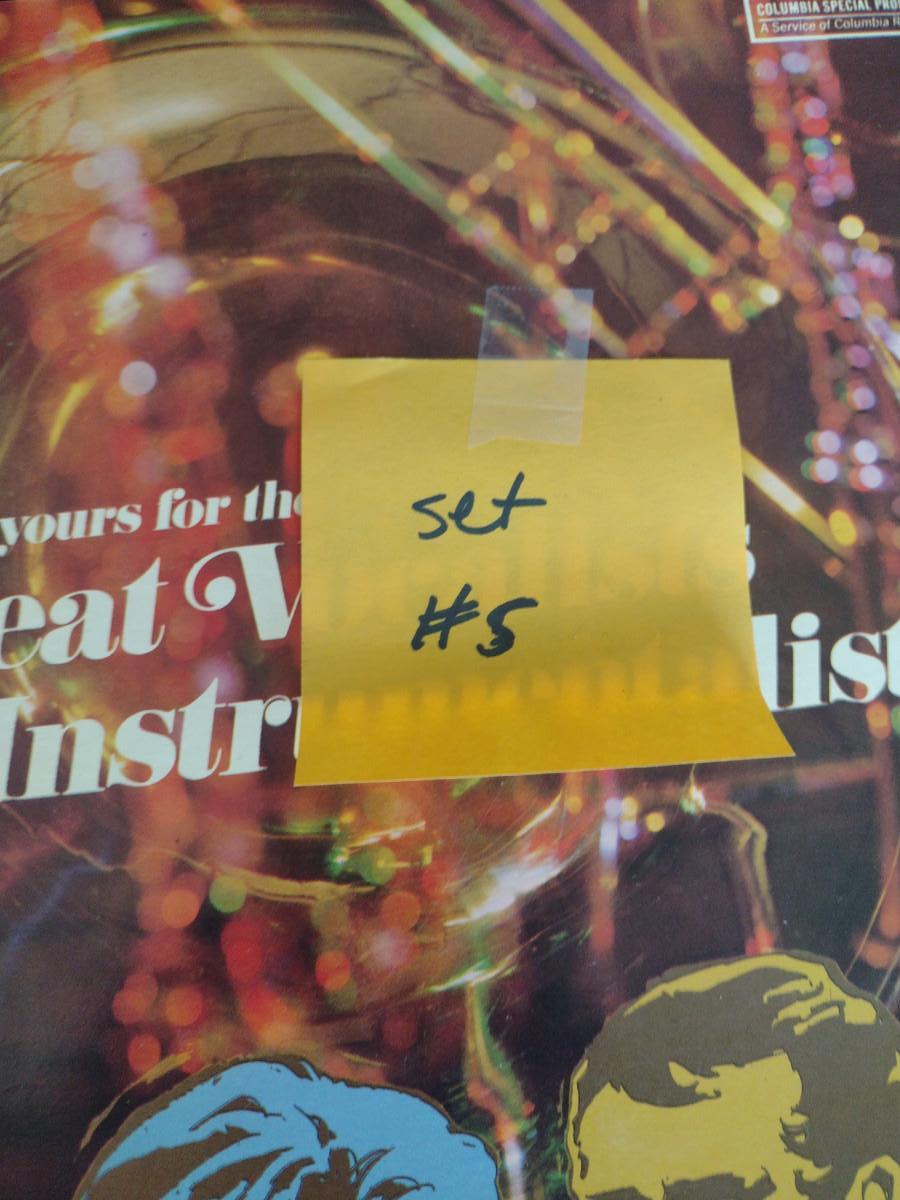 COLUMBIA SPECIAL PRO
A Service of Columbia R
yours for the
eat V
Instr
list
set
#5